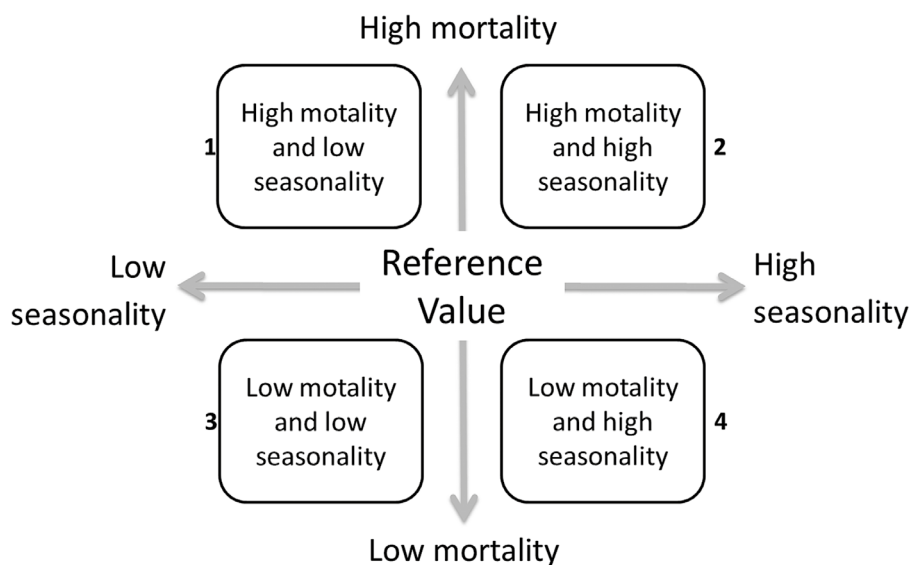 High mortality
1
High motality
and low
seasonality
High motality
and high
seasonality
2
Low
seasonality
Reference
Value
High
seasonality
3
Low motality
and low
seasonality
Low motality
and high
seasonality
4
Low mortality